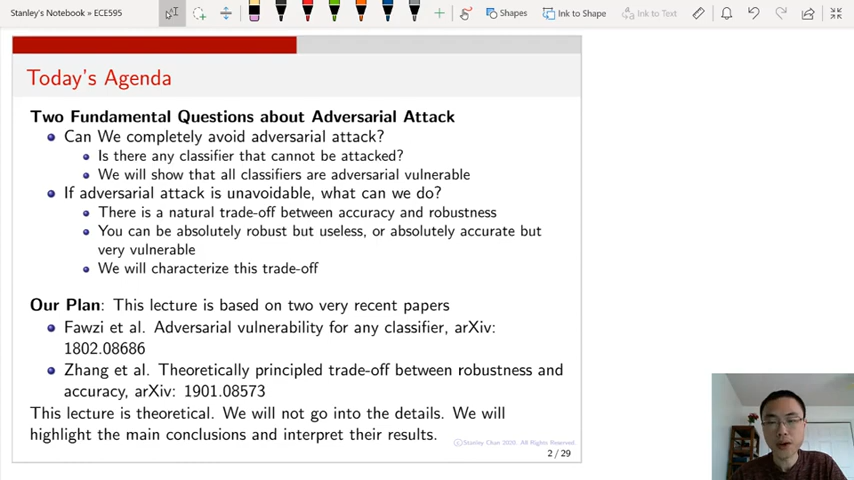 Stanley's Notebook » ECE595
Shapes
Ink to Shape
Ink to Text
Today's Agenda
Two Fundamental Questions about Adversarial Attack
Can We completely avoid adversarial attack?
Is there any classifier that cannot be attacked?
We will show that all classifiers are adversarial vulnerable
If adversarial attack is unavoidable, what can we do?
There is a natural trade-off between accuracy and robustness
You can be absolutely robust but useless, or absolutely accurate but
very vulnerable
We will characterize this trade-off
Our Plan: This lecture is based on two very recent papers
Fawzi et al. Adversarial vulnerability for any classifier, arXiv:
1802.08686
Zhang et al. Theoretically principled trade-off between robustness and
accuracy, arXiv: 1901.08573
This lecture is theoretical. We will not go into the details. We will
highlight the main conclusions and interpret their results.
©Stanley Chan 2020. All Rights Reserved.
2 / 29